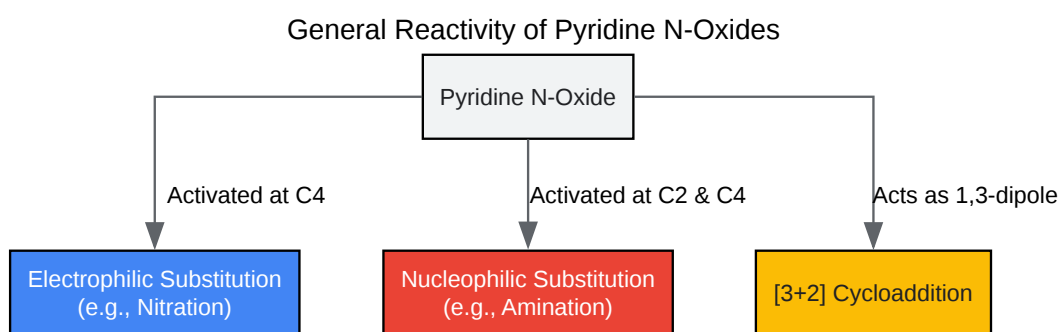 General Reactivity of Pyridine N-Oxides
Pyridine N-Oxide
Activated at C4
Activated at C2 & C4
Acts as 1,3-dipole
Electrophilic Substitution
(e.g., Nitration)
Nucleophilic Substitution
(e.g., Amination)
[3+2] Cycloaddition